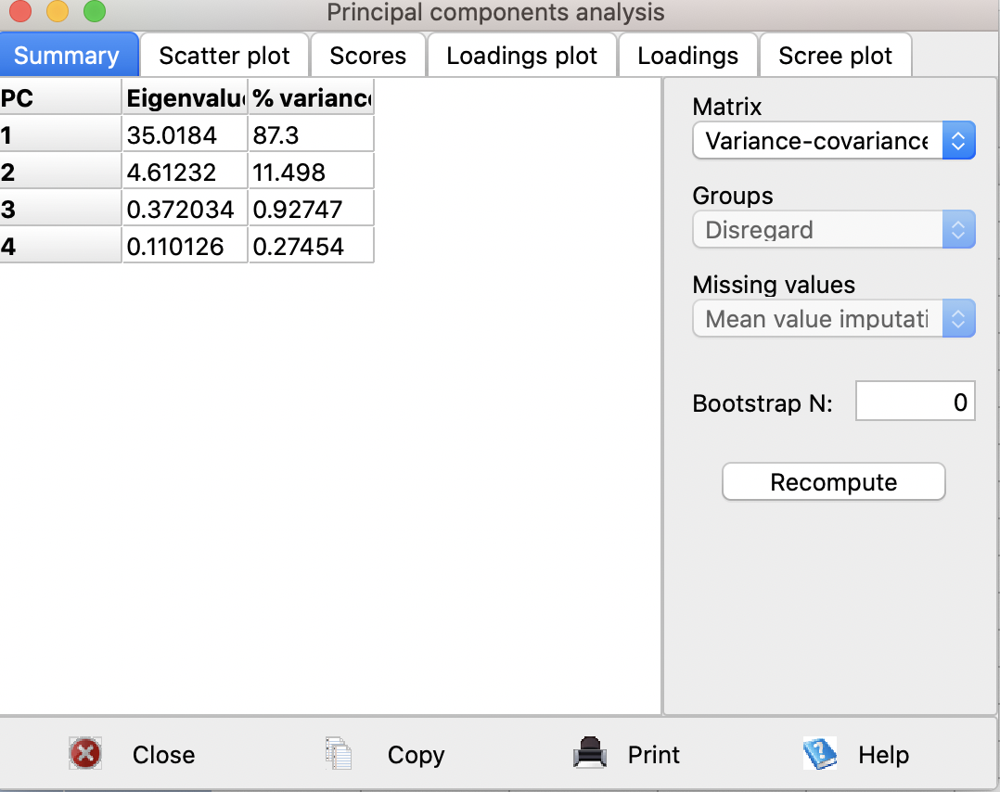 Principal components analysis
Summary Scatter plot Scores Loadings plot Loadings Scree plot
PC Eigenvalu % variance
1 35.0184 87.3
2 4.61232 11.498
3 0.372034 0.92747
4 0.110126 0.27454
Matrix
Variance-covariance
Groups
Disregard
Missing values
Mean value imputati
Bootstrap N: 0
Recompute
Close Copy Print Help